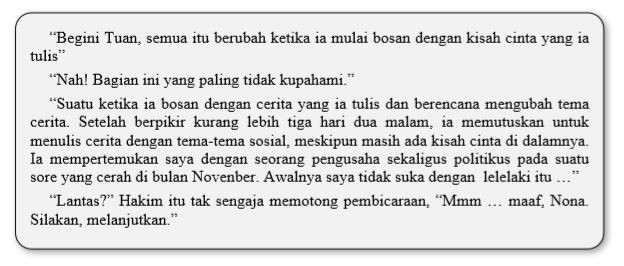 “Begini Tuan, semua itu berubah ketika ia mulai bosan dengan kisah cinta yang ia
tulis”
“Nah! Bagian ini yang paling tidak kupahami.”
“Suatu ketika ia bosan dengan cerita yang ia tulis dan berencana mengubah tema
cerita. Setelah berpikir kurang lebih tiga hari dua malam, ia memutuskan untuk
menulis cerita dengan tema-tema sosial, meskipun masih ada kisah cinta di dalamnya.
Ia mempertemukan saya dengan seorang pengusaha sekaligus politikus pada suatu
sore yang cerah di bulan Novenber. Awalnya saya tidak suka dengan lelelaki itu …”
“Lantas?” Hakim itu tak sengaja memotong pembicaraan, “Mmm … maaf, Nona.
Silakan, melanjutkan.”